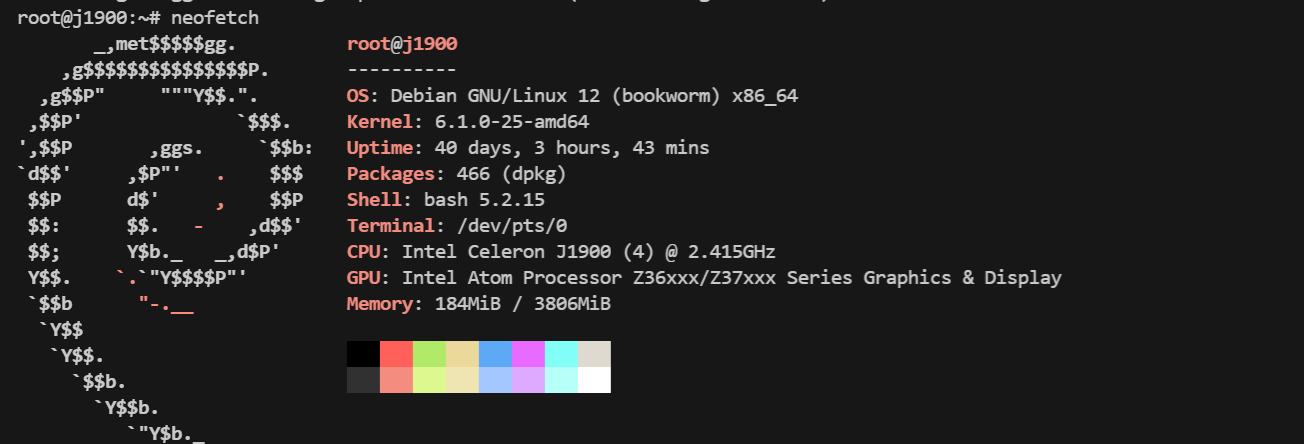 root@j1900:~# neofetch
       _,met$$$$$gg.          root@j1900
    ,g$$$$$$$$$$$$$$$P.       ----------
  ,g$$P"     """Y$$.".        OS: Debian GNU/Linux 12 (bookworm) x86_64
 ,$$P'              `$$$.     Kernel: 6.1.0-25-amd64
',$$P       ,ggs.     `$$b:   Uptime: 40 days, 3 hours, 43 mins
`d$$'     ,$P"'   .    $$$    Packages: 466 (dpkg)
 $$P      d$'     ,    $$P    Shell: bash 5.2.15
 $$:      $$.   -    ,d$$'    Terminal: /dev/pts/0
 $$;      Y$b._   _,d$P'      CPU: Intel Celeron J1900 (4) @ 2.415GHz
 Y$$.    `.`"Y$$$$P"'         GPU: Intel Atom Processor Z36xxx/Z37xxx Series Graphics & Display
 `$$b      "-.__              Memory: 184MiB / 3806MiB
  `Y$$
   `Y$$.
     `$$b.
       `Y$$b.
          `"Y$b._